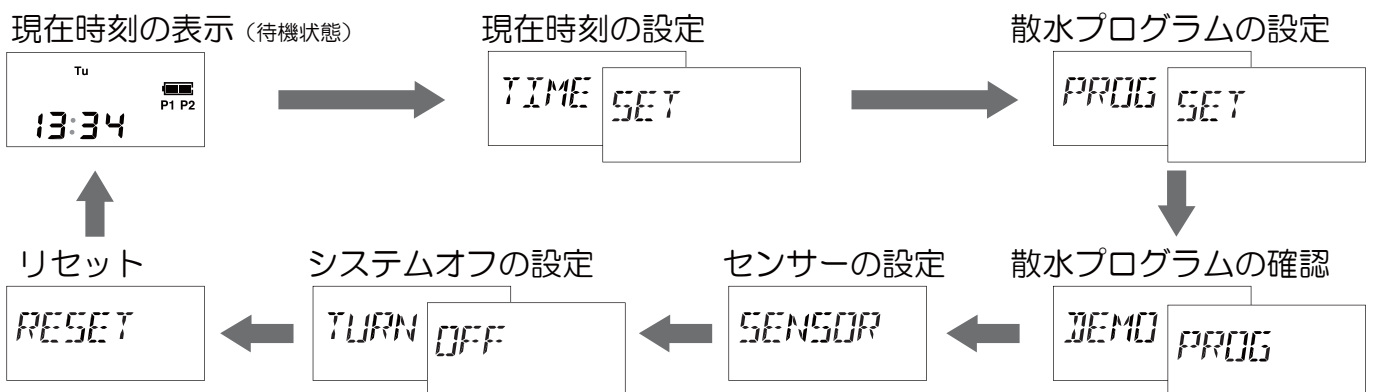 現在時刻の表示（待機状態）
Tu
P1 P2
13:34
現在時刻の設定
TIME
SET
散水プログラムの設定
PROG
SET
リセット
RESET
システムオフの設定
TURN
OFF
センサーの設定
SENSOR
散水プログラムの確認
DEMO
PROG